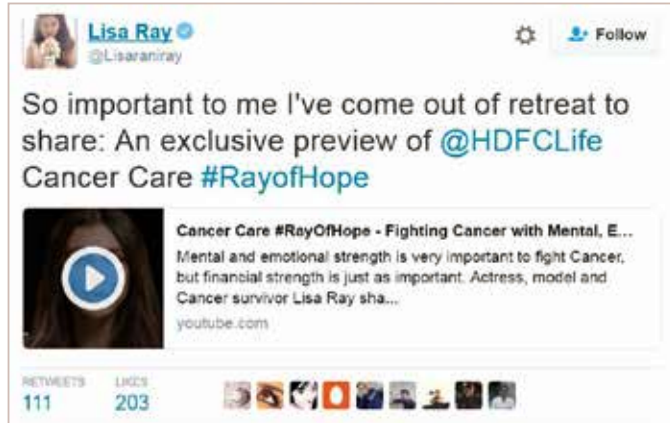 Lisa Ray
@Lisaraniray
Follow
So important to me I've come out of retreat to
share: An exclusive preview of @HDFCLife
Cancer Care #RayofHope
Cancer Care #RayOfHope - Fighting Cancer with Mental, E...
Mental and emotional strength is very important to fight Cancer,
but financial strength is just as important. Actress, model and
Cancer survivor Lisa Ray sha...
youtube.com
RETWEETS LIKES
111 203